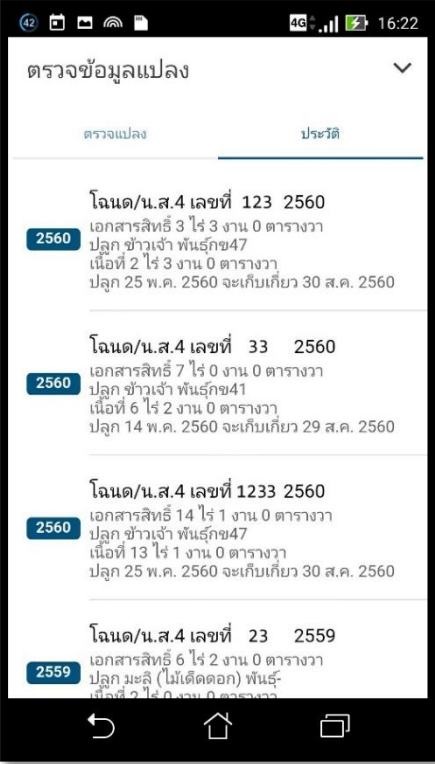 42
4G
16:22
ตรวจข้อมูลแปลง
ตรวจแปลง
ประวัติ
โฉนด/น.ส.4 เลขที่ 123 2560
2560
เอกสารสิทธิ์ 3 ไร่ 3 งาน 0 ตารางวา
ปลูก ข้าวเจ้า พันธุ์กข47
เนื้อที่ 2 ไร่ 3 งาน 0 ตารางวา
ปลูก 25 พ.ค. 2560 จะเก็บเกี่ยว 30 ส.ค. 2560
โฉนด/น.ส.4 เลขที่ 33 2560
2560
เอกสารสิทธิ์ 7 ไร่ 0 งาน 0 ตารางวา
ปลูก ข้าวเจ้า พันธุ์กข41
เนื้อที่ 6 ไร่ 2 งาน 0 ตารางวา
ปลูก 14 พ.ค. 2560 จะเก็บเกี่ยว 29 ส.ค. 2560
โฉนด/น.ส.4 เลขที่ 1233 2560
2560
เอกสารสิทธิ์ 14 ไร่ 1 งาน 0 ตารางวา
ปลูก ข้าวเจ้า พันธุ์กข47
เนื้อที่ 13 ไร่ 1 งาน 0 ตารางวา
ปลูก 25 พ.ค. 2560 จะเก็บเกี่ยว 30 ส.ค. 2560
โฉนด/น.ส.4 เลขที่ 23 2559
2559
เอกสารสิทธิ์ 6 ไร่ 2 งาน 0 ตารางวา
ปลูก มะลิ (ไม้เด็ดดอก) พันธุ์-
เนื้อที่ 2 ไร่ 0 งาน 0 ตารางวา